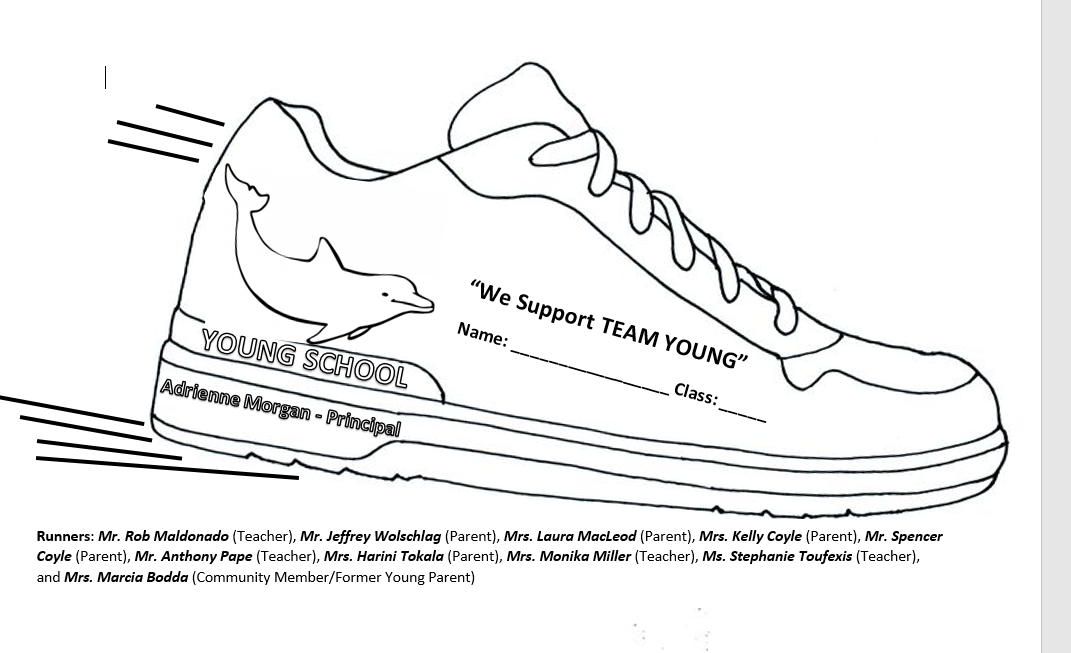 “We Support TEAM YOUNG”
Name: ___________________ Class:______
YOUNG SCHOOL
Adrienne Morgan - Principal
Runners: Mr. Rob Maldonado (Teacher), Mr. Jeffrey Wolschlag (Parent), Mrs. Laura MacLeod (Parent), Mrs. Kelly Coyle (Parent), Mr. Spencer
Coyle (Parent), Mr. Anthony Pape (Teacher), Mrs. Harini Tokala (Parent), Mrs. Monika Miller (Teacher), Ms. Stephanie Toufexis (Teacher),
and Mrs. Marcia Bodda (Community Member/Former Young Parent)